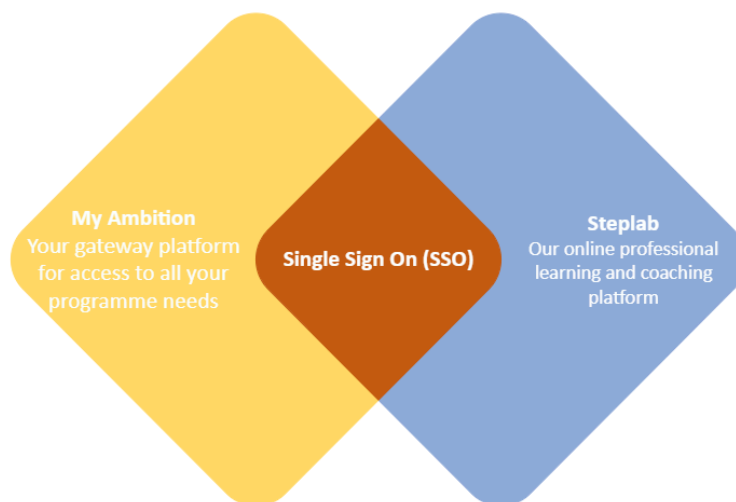 My Ambition
Your gateway platform
for access to all your
programme needs
Single Sign On (SSO)
Steplab
Our online professional
learning and coaching
platform